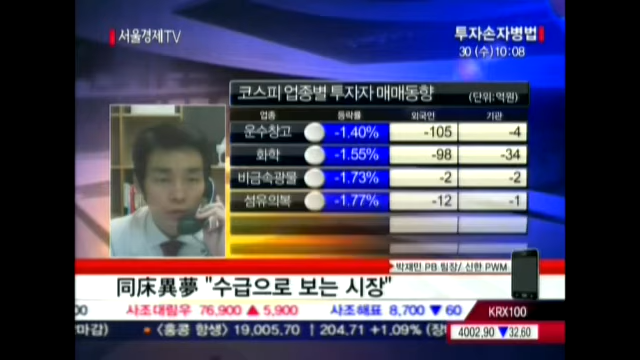 서울경제TV
투자손자병법
30 (수)10:08
코스피 업종별 투자자 매매동향
(단위:억원)
업종 등락률 외국인 기관
운수창고 -1.40% -105 -4
화학 -1.55% -98 -34
비금속광물 -1.73% -2 -2
섬유의복 -1.77% -12 -1
박재민 PB 팀장/ 신한 PWM
同床異夢 "수급으로 보는 시장"
사조대림우 76,900 ▲ 5,900 사조해표 8,700 ▼ 60 KRX100
마감) <홍콩 항생> 19,005.70 204.71 +1.09% (장 4002.90 ▼32.60